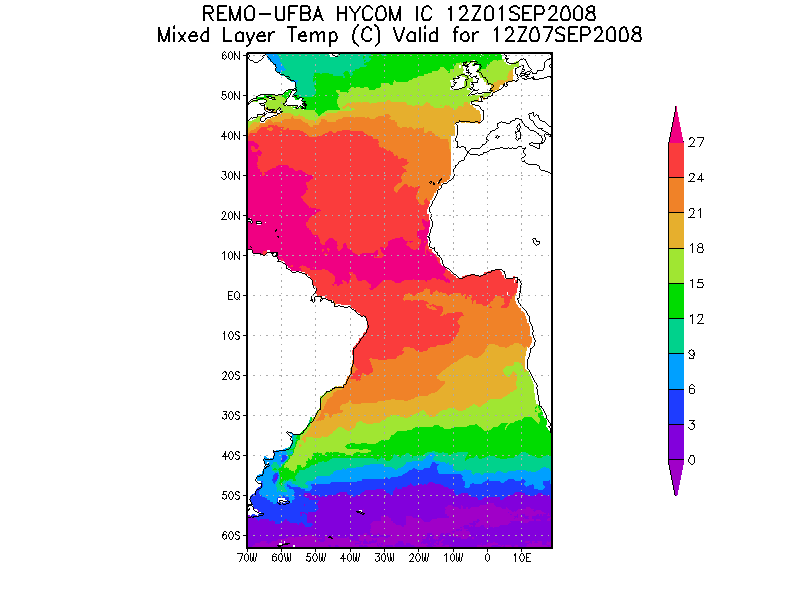 REMO-UFBA HYCOM IC 12Z01SEP2008
Mixed Layer Temp (C) Valid for 12Z07SEP2008
60N
50N
40N
30N
20N
10N
EQ
10S
20S
30S
40S
50S
60S
70W 60W 50W 40W 30W 20W 10W 0 10E
27
24
21
18
15
12
9
6
3
0